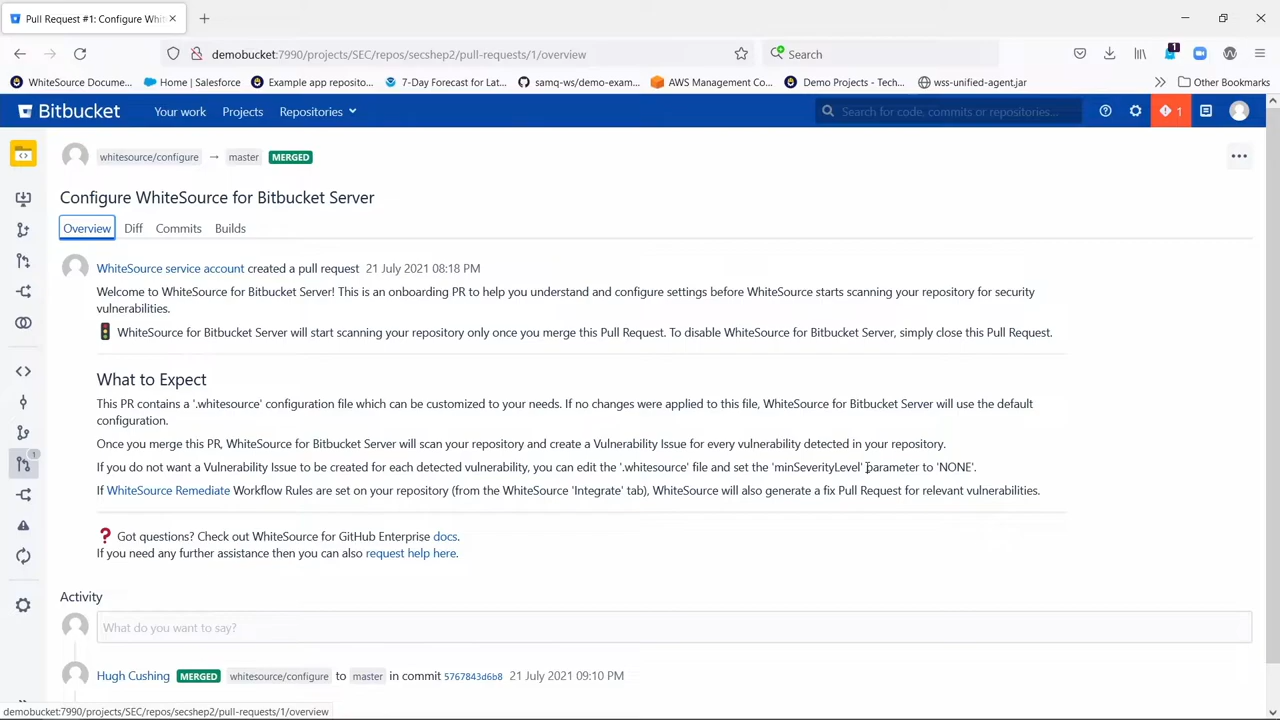 Pull Request #1: Configure Whit
demobucket:7990/projects/SEC/repos/secshep2/pull-requests/1/overview
Search
1
WhiteSource Docume...
Home | Salesforce
Example app reposito...
7-Day Forecast for Lat...
samq-ws/demo-exam...
AWS Management Co...
Demo Projects - Tech...
wss-unified-agent.jar
Other Bookmarks
Bitbucket
Your work
Projects
Repositories
Search for code, commits or repositories...
1
whitesource/configure → master MERGED
Configure WhiteSource for Bitbucket Server
Overview
Diff
Commits
Builds
WhiteSource service account created a pull request 21 July 2021 08:18 PM
Welcome to WhiteSource for Bitbucket Server! This is an onboarding PR to help you understand and configure settings before WhiteSource starts scanning your repository for security
vulnerabilities.
WhiteSource for Bitbucket Server will start scanning your repository only once you merge this Pull Request. To disable WhiteSource for Bitbucket Server, simply close this Pull Request.
What to Expect
This PR contains a '.whitesource' configuration file which can be customized to your needs. If no changes were applied to this file, WhiteSource for Bitbucket Server will use the default
configuration.
Once you merge this PR, WhiteSource for Bitbucket Server will scan your repository and create a Vulnerability Issue for every vulnerability detected in your repository.
If you do not want a Vulnerability Issue to be created for each detected vulnerability, you can edit the '.whitesource' file and set the 'minSeverityLevel' parameter to 'NONE'.
If WhiteSource Remediate Workflow Rules are set on your repository (from the WhiteSource 'Integrate' tab), WhiteSource will also generate a fix Pull Request for relevant vulnerabilities.
1
❓ Got questions? Check out WhiteSource for GitHub Enterprise docs.
If you need any further assistance then you can also request help here.
Activity
What do you want to say?
Hugh Cushing MERGED whitesource/configure to master in commit 5767843d6b8 21 July 2021 09:10 PM
demobucket:7990/projects/SEC/repos/secshep2/pull-requests/1/overview